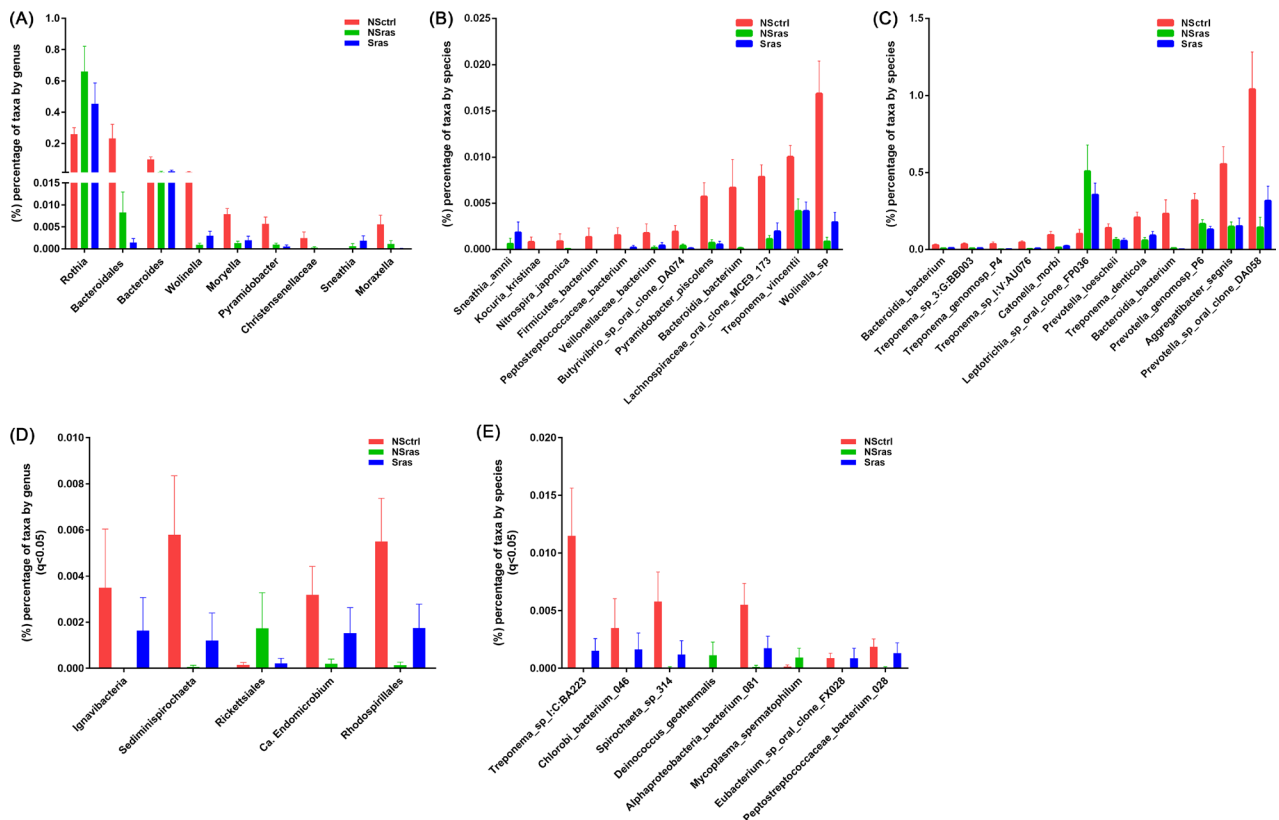 (A)
(%) percentage of taxa by genus
1.0
0.8
0.6
0.4
0.2
0.015
0.010
0.005
0.000
NSctrl
NSras
Sras
Rothia
Bacteroidales
Bacteroides
Wolinella
Moryella
Pyramidobacter
Christensenellaceae
Sneathia
Moraxella
(B)
(%) percentage of taxa by species
0.025
0.020
0.015
0.010
0.005
0.000
NSctrl
NSras
Sras
Sneathia_amnii
Kocuria_kristinae
Nitrospira_japonica
Firmicutes_bacterium
Peptostreptococcaceae_bacterium
Veillonellaceae_bacterium
Butyrivibrio_sp_oral_clone_DA074
Pyramidobacter_piscolens
Bacteroidia_bacterium
Lachnospiraceae_oral_clone_MCE9_173
Treponema_vincentii
Wolinella_sp
(C)
(%) percentage of taxa by species
1.5
1.0
0.5
0.0
NSctrl
NSras
Sras
Bacteroidia_bacterium
Treponema_sp_3:G:BB003
Treponema_genomosp_P4
Treponema_sp_I:V:AU076
Catonella_morbi
Leptotrichia_sp_oral_clone_FP036
Prevotella_loescheii
Treponema_denticola
Bacteroidia_bacterium
Prevotella_genomosp_P6
Aggregatibacter_segnis
Prevotella_sp_oral_clone_DA058
(D)
(%) percentage of taxa by genus
(q<0.05)
0.010
0.008
0.006
0.004
0.002
0.000
NSctrl
NSras
Sras
Ignavibacteria
Sediminispirochaeta
Rickettsiales
Ca. Endomicrobium
Rhodospirillales
(E)
(%) percentage of taxa by species
(q<0.05)
0.020
0.015
0.010
0.005
0.000
NSctrl
NSras
Sras
Treponema_sp_I:C:BA223
Chlorobi_bacterium_046
Spirochaeta_sp_314
Deinococcus_geothermalis
Alphaproteobacteria_bacterium_081
Mycoplasma_spermatophilum
Eubacterium_sp_oral_clone_FX028
Peptostreptococcaceae_bacterium_028